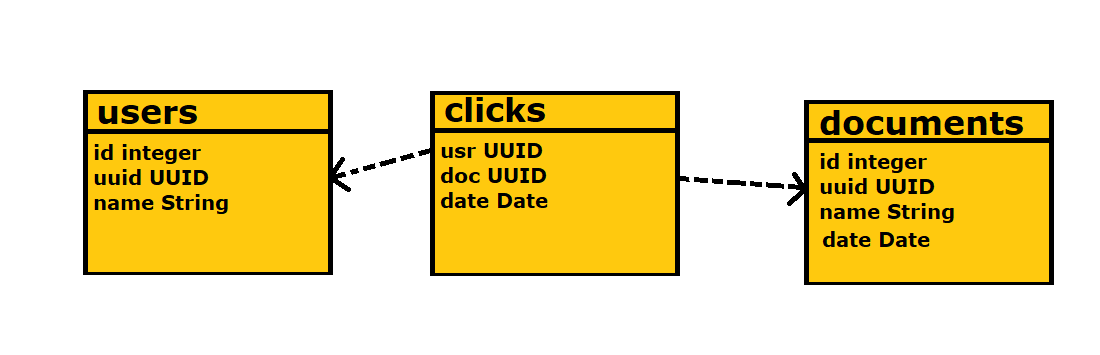 users
id integer
uuid UUID
name String
clicks
usr UUID
doc UUID
date Date
documents
id integer
uuid UUID
name String
date Date